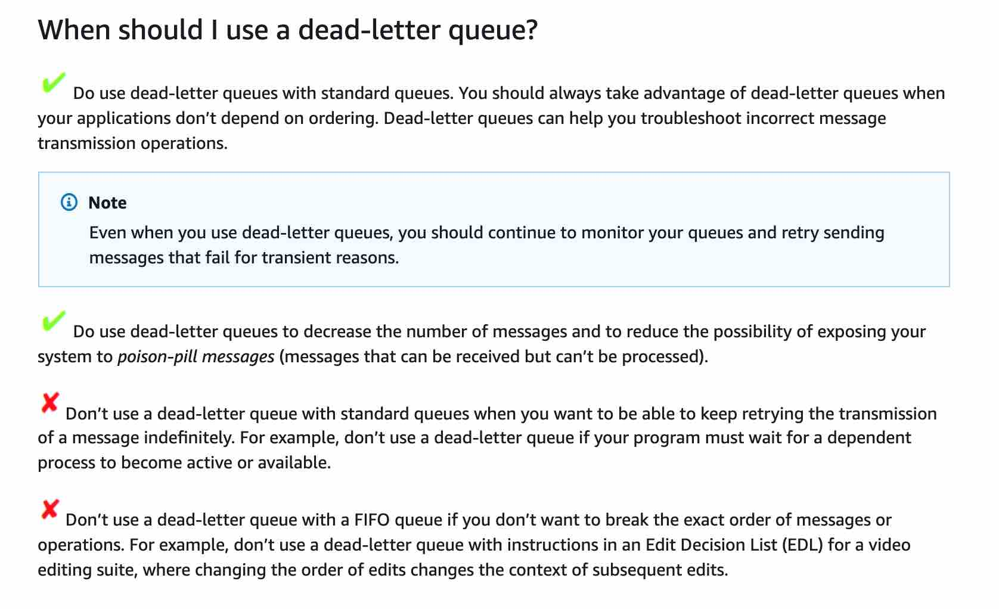 When should I use a dead-letter queue?
Do use dead-letter queues with standard queues. You should always take advantage of dead-letter queues when
your applications don’t depend on ordering. Dead-letter queues can help you troubleshoot incorrect message
transmission operations.
Note
Even when you use dead-letter queues, you should continue to monitor your queues and retry sending
messages that fail for transient reasons.
Do use dead-letter queues to decrease the number of messages and to reduce the possibility of exposing your
system to poison-pill messages (messages that can be received but can’t be processed).
Don’t use a dead-letter queue with standard queues when you want to be able to keep retrying the transmission
of a message indefinitely. For example, don’t use a dead-letter queue if your program must wait for a dependent
process to become active or available.
Don’t use a dead-letter queue with a FIFO queue if you don’t want to break the exact order of messages or
operations. For example, don’t use a dead-letter queue with instructions in an Edit Decision List (EDL) for a video
editing suite, where changing the order of edits changes the context of subsequent edits.